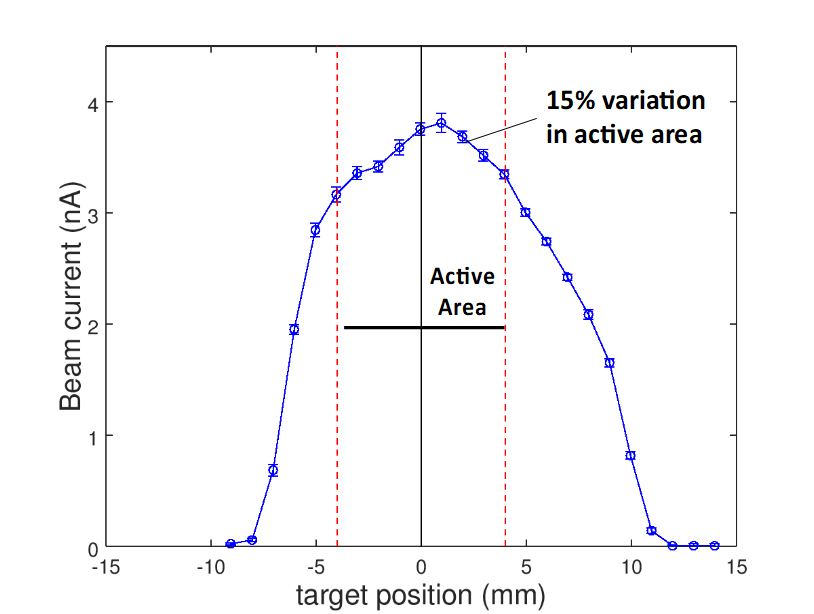 4
3
2
1
0
Beam current (nA)
15% variation
in active area
Active
Area
-15 -10 -5 0 5 10 15
target position (mm)